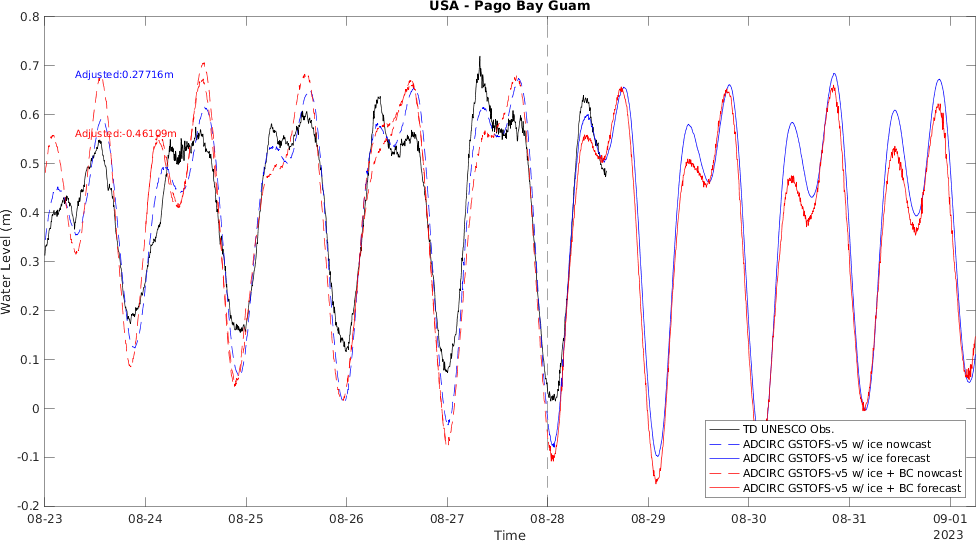 USA - Pago Bay Guam
0.8
0.7
Adjusted:0.27716m
0.6
Adjusted:-0.46109m
0.5
0.4
Water Level (m)
0.3
0.2
0.1
0
-0.1
-0.2
TD UNESCO Obs.
ADCIRC GSTOFS-v5 w/ ice nowcast
ADCIRC GSTOFS-v5 w/ ice forecast
ADCIRC GSTOFS-v5 w/ ice + BC nowcast
ADCIRC GSTOFS-v5 w/ ice + BC forecast
08-23 08-24 08-25 08-26 08-27 08-28 08-29 08-30 08-31 09-01
Time
2023